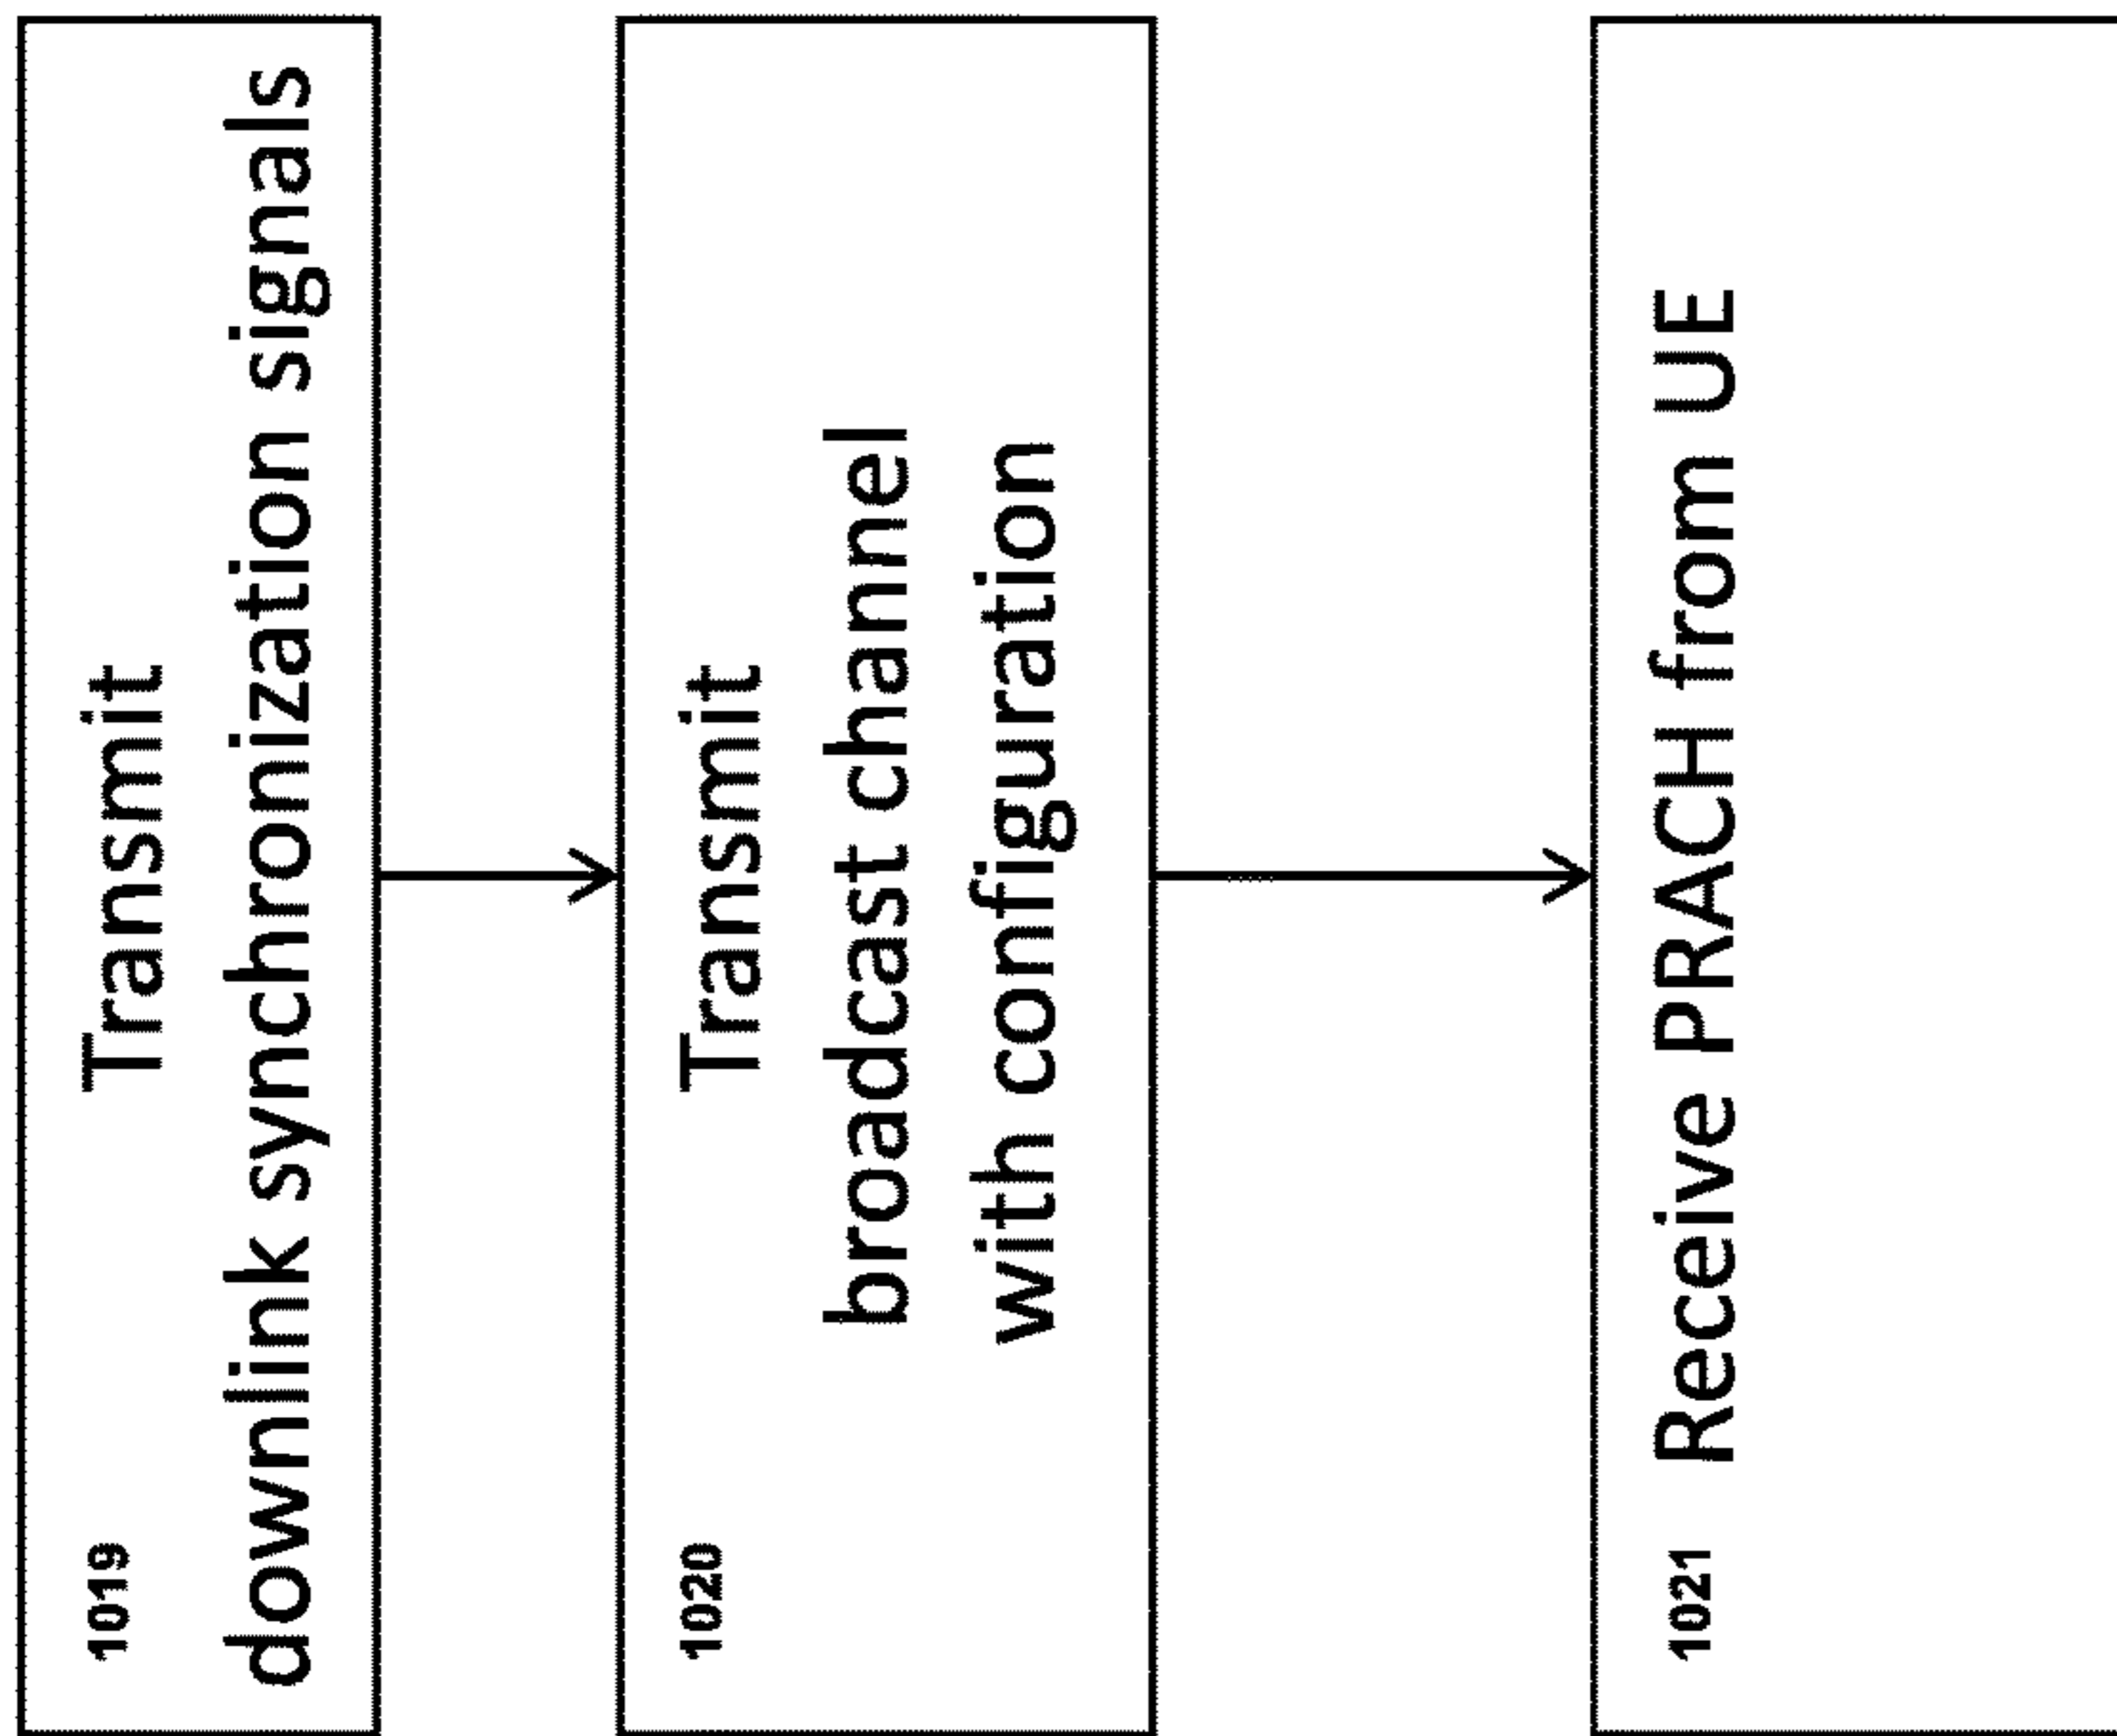 1019 Transmit
downlink synchronization signals
1020 Transmit
broadcast channel
with configuration
1021 Receive PRACH from UE